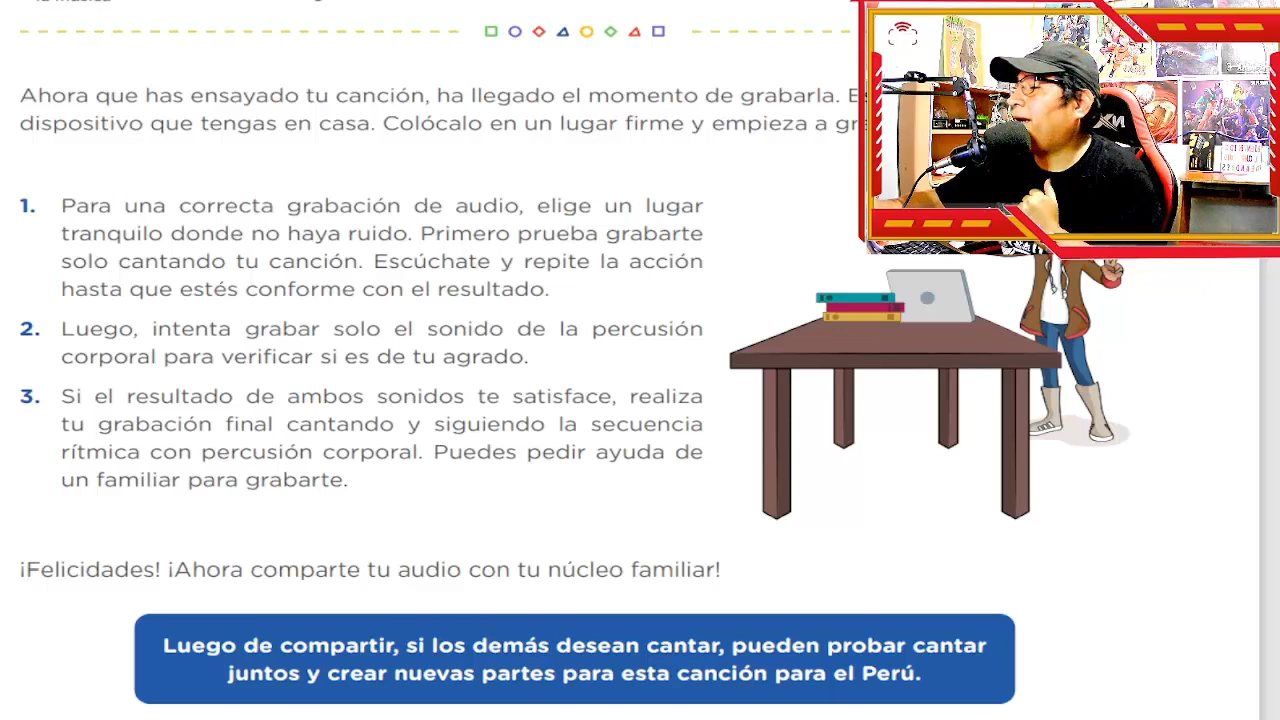 Ahora que has ensayado tu canción, ha llegado el momento de grabarla.
dispositivo que tengas en casa. Colócalo en un lugar firme y empieza a
1. Para una correcta grabación de audio, elige un lugar
tranquilo donde no haya ruido. Primero prueba grabarte
solo cantando tu canción. Escúchate y repite la acción
hasta que estés conforme con el resultado.
2. Luego, intenta grabar solo el sonido de la percusión
corporal para verificar si es de tu agrado.
3. Si el resultado de ambos sonidos te satisface, realiza
tu grabación final cantando y siguiendo la secuencia
rítmica con percusión corporal. Puedes pedir ayuda de
un familiar para grabarte.
¡Felicidades! ¡Ahora comparte tu audio con tu núcleo familiar!
Luego de compartir, si los demás desean cantar, pueden probar cantar
juntos y crear nuevas partes para esta canción para el Perú.